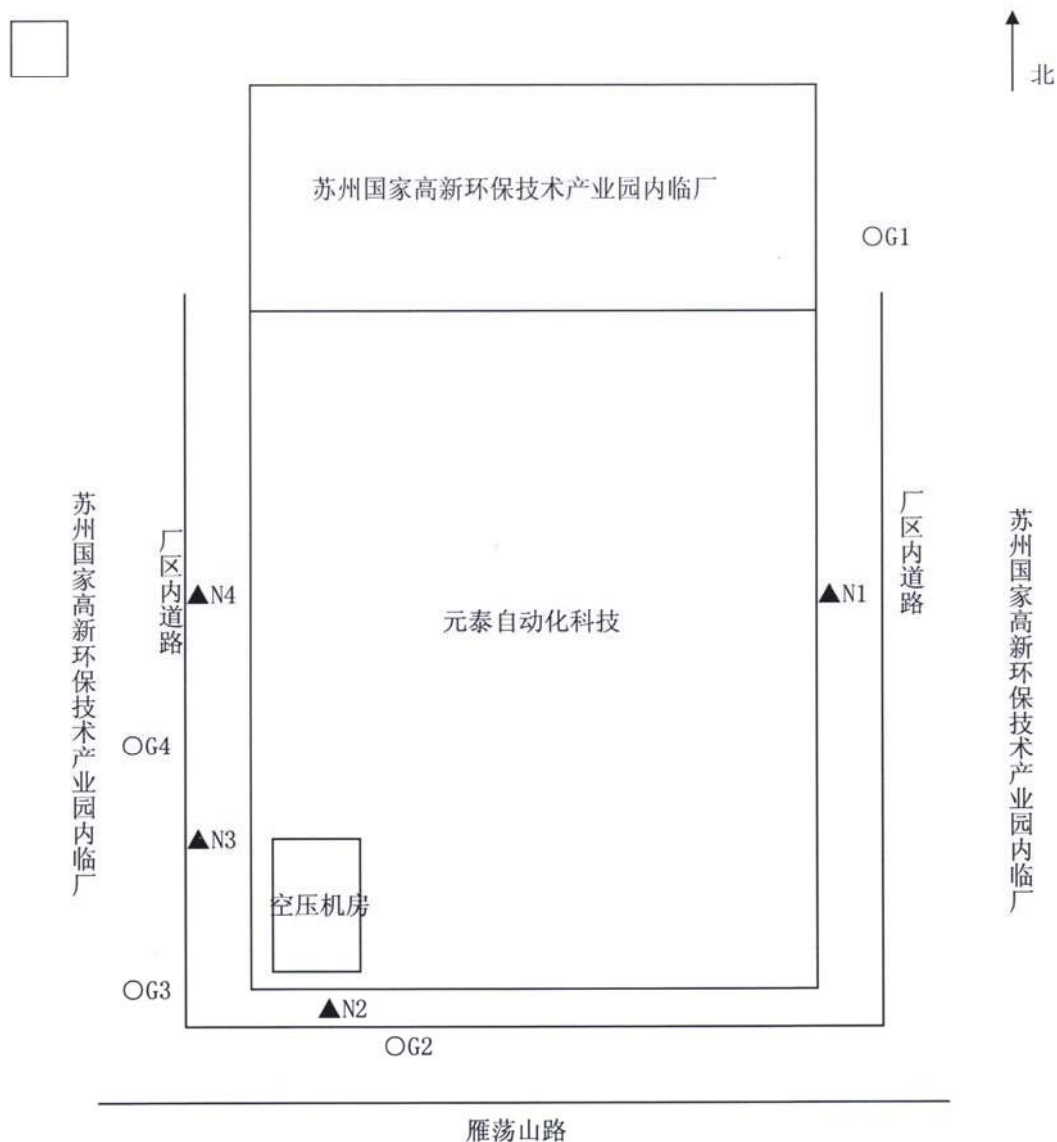 北
苏州国家高新环保技术产业园内临厂
○G1
苏州国家高新环保技术产业园内临厂
厂区内道路
▲N4
元泰自动化科技
▲N1
厂区内道路
苏州国家高新环保技术产业园内临厂
○G4
▲N3
空压机房
○G3
▲N2
○G2
雁荡山路